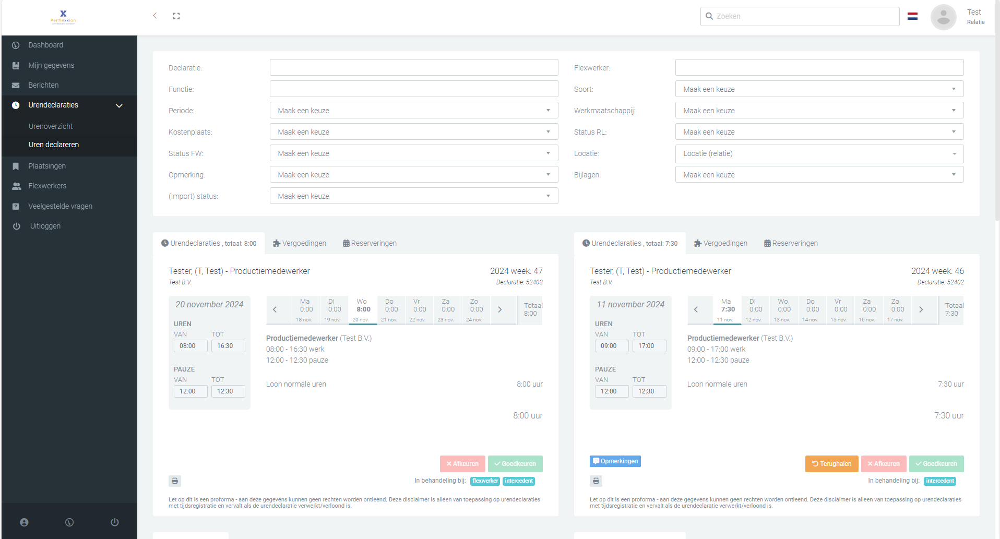 Perflexxion
Zoeken
Test
Relatie
Dashboard
Mijn gegevens
Berichten
Urendeclaraties
Urenoverzicht
Uren declareren
Plaatsingen
Flexwerkers
Veelgestelde vragen
Uitloggen
Declaratie:
Flexwerker:
Functie:
Soort: Maak een keuze
Periode: Maak een keuze
Werkmaatschappij: Maak een keuze
Kostenplaats: Maak een keuze
Status RL: Maak een keuze
Status FW: Maak een keuze
Locatie: Locatie (relatie)
Opmerking: Maak een keuze
Bijlagen: Maak een keuze
(Import) status: Maak een keuze
Urendeclaraties , totaal: 8:00 Vergoedingen Reserveringen
Tester, (T, Test) - Productiemedewerker 2024 week: 47
Test B.V. Declaratie: 52403
20 november 2024
UREN
VAN TOT
08:00 16:30
PAUZE
VAN TOT
12:00 12:30
Ma Di Wo Do Vr Za Zo Totaal
0:00 0:00 8:00 0:00 0:00 0:00 0:00 8:00
18 nov. 19 nov. 20 nov. 21 nov. 22 nov. 23 nov. 24 nov.
Productiemedewerker (Test B.V.)
08:00 - 16:30 werk
12:00 - 12:30 pauze
Loon normale uren 8:00 uur
8:00 uur
Afkeuren Goedkeuren
In behandeling bij: flexwerker intercedent
Let op dit is een proforma - aan deze gegevens kunnen geen rechten worden ontleend. Deze disclaimer is alleen van toepassing op urendeclaraties
met tijdsregistratie en vervalt als de urendeclaratie verwerkt/verloond is.
Urendeclaraties , totaal: 7:30 Vergoedingen Reserveringen
Tester, (T, Test) - Productiemedewerker 2024 week: 46
Test B.V. Declaratie: 52402
11 november 2024
UREN
VAN TOT
09:00 17:00
PAUZE
VAN TOT
12:00 12:30
Ma Di Wo Do Vr Za Zo Totaal
7:30 0:00 0:00 0:00 0:00 0:00 0:00 7:30
11 nov. 12 nov. 13 nov. 14 nov. 15 nov. 16 nov. 17 nov.
Productiemedewerker (Test B.V.)
09:00 - 17:00 werk
12:00 - 12:30 pauze
Loon normale uren 7:30 uur
7:30 uur
Opmerkingen Terughalen Afkeuren Goedkeuren
In behandeling bij: intercedent
Let op dit is een proforma - aan deze gegevens kunnen geen rechten worden ontleend. Deze disclaimer is alleen van toepassing op urendeclaraties
met tijdsregistratie en vervalt als de urendeclaratie verwerkt/verloond is.